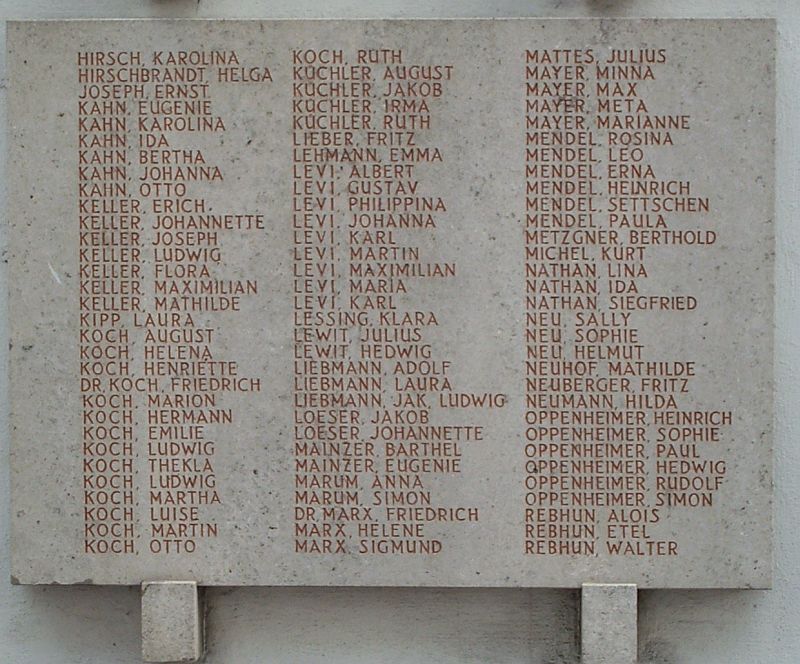 HIRSCH, KAROLINA
HIRSCHBRANDT, HELGA
JOSEPH, ERNST
KAHN, EUGENIE
KAHN, KAROLINA
KAHN, IDA
KAHN, BERTHA
KAHN, JOHANNA
KAHN, OTTO
KELLER, ERICH
KELLER, JOHANNETTE
KELLER, JOSEPH
KELLER, LUDWIG
KELLER, FLORA
KELLER, MAXIMILIAN
KELLER, MATHILDE
KIPP, LAURA
KOCH, AUGUST
KOCH, HELENA
KOCH, HENRIETTE
DR. KOCH, FRIEDRICH
KOCH, MARION
KOCH, HERMANN
KOCH, EMILIE
KOCH, LUDWIG
KOCH, THEKLA
KOCH, LUDWIG
KOCH, MARTHA
KOCH, LUISE
KOCH, MARTIN
KOCH, OTTO
KOCH, RUTH
KÜCHLER, AUGUST
KÜCHLER, JAKOB
KÜCHLER, IRMA
KÜCHLER, RUTH
LIEBER, FRITZ
LEHMANN, EMMA
LEVI, ALBERT
LEVI, GUSTAV
LEVI, PHILIPPINA
LEVI, JOHANNA
LEVI, KARL
LEVI, MARTIN
LEVI, MAXIMILIAN
LEVI, MARIA
LEVI, KARL
LESSING, KLARA
LEWIT, JULIUS
LEWIT, HEDWIG
LIEBMANN, ADOLF
LIEBMANN, LAURA
LIEBMANN, JAK. LUDWIG
LOESER, JAKOB
LOESER, JOHANNETTE
MAINZER, BARTHEL
MAINZER, EUGENIE
MARUM, ANNA
MARUM, SIMON
DR. MARX, FRIEDRICH
MARX, HELENE
MARX, SIGMUND
MATTES, JULIUS
MAYER, MINNA
MAYER, MAX
MAYER, META
MAYER, MARIANNE
MENDEL, ROSINA
MENDEL, LEO
MENDEL, ERNA
MENDEL, HEINRICH
MENDEL, SETTSCHEN
MENDEL, PAULA
METZGNER, BERTHOLD
MICHEL, KURT
NATHAN, LINA
NATHAN, IDA
NATHAN, SIEGFRIED
NEU, SALLY
NEU, SOPHIE
NEU, HELMUT
NEUHOF, MATHILDE
NEUBERGER, FRITZ
NEUMANN, HILDA
OPPENHEIMER, HEINRICH
OPPENHEIMER, SOPHIE
OPPENHEIMER, PAUL
OPPENHEIMER, HEDWIG
OPPENHEIMER, RUDOLF
OPPENHEIMER, SIMON
REBHUN, ALOIS
REBHUN, ETEL
REBHUN, WALTER